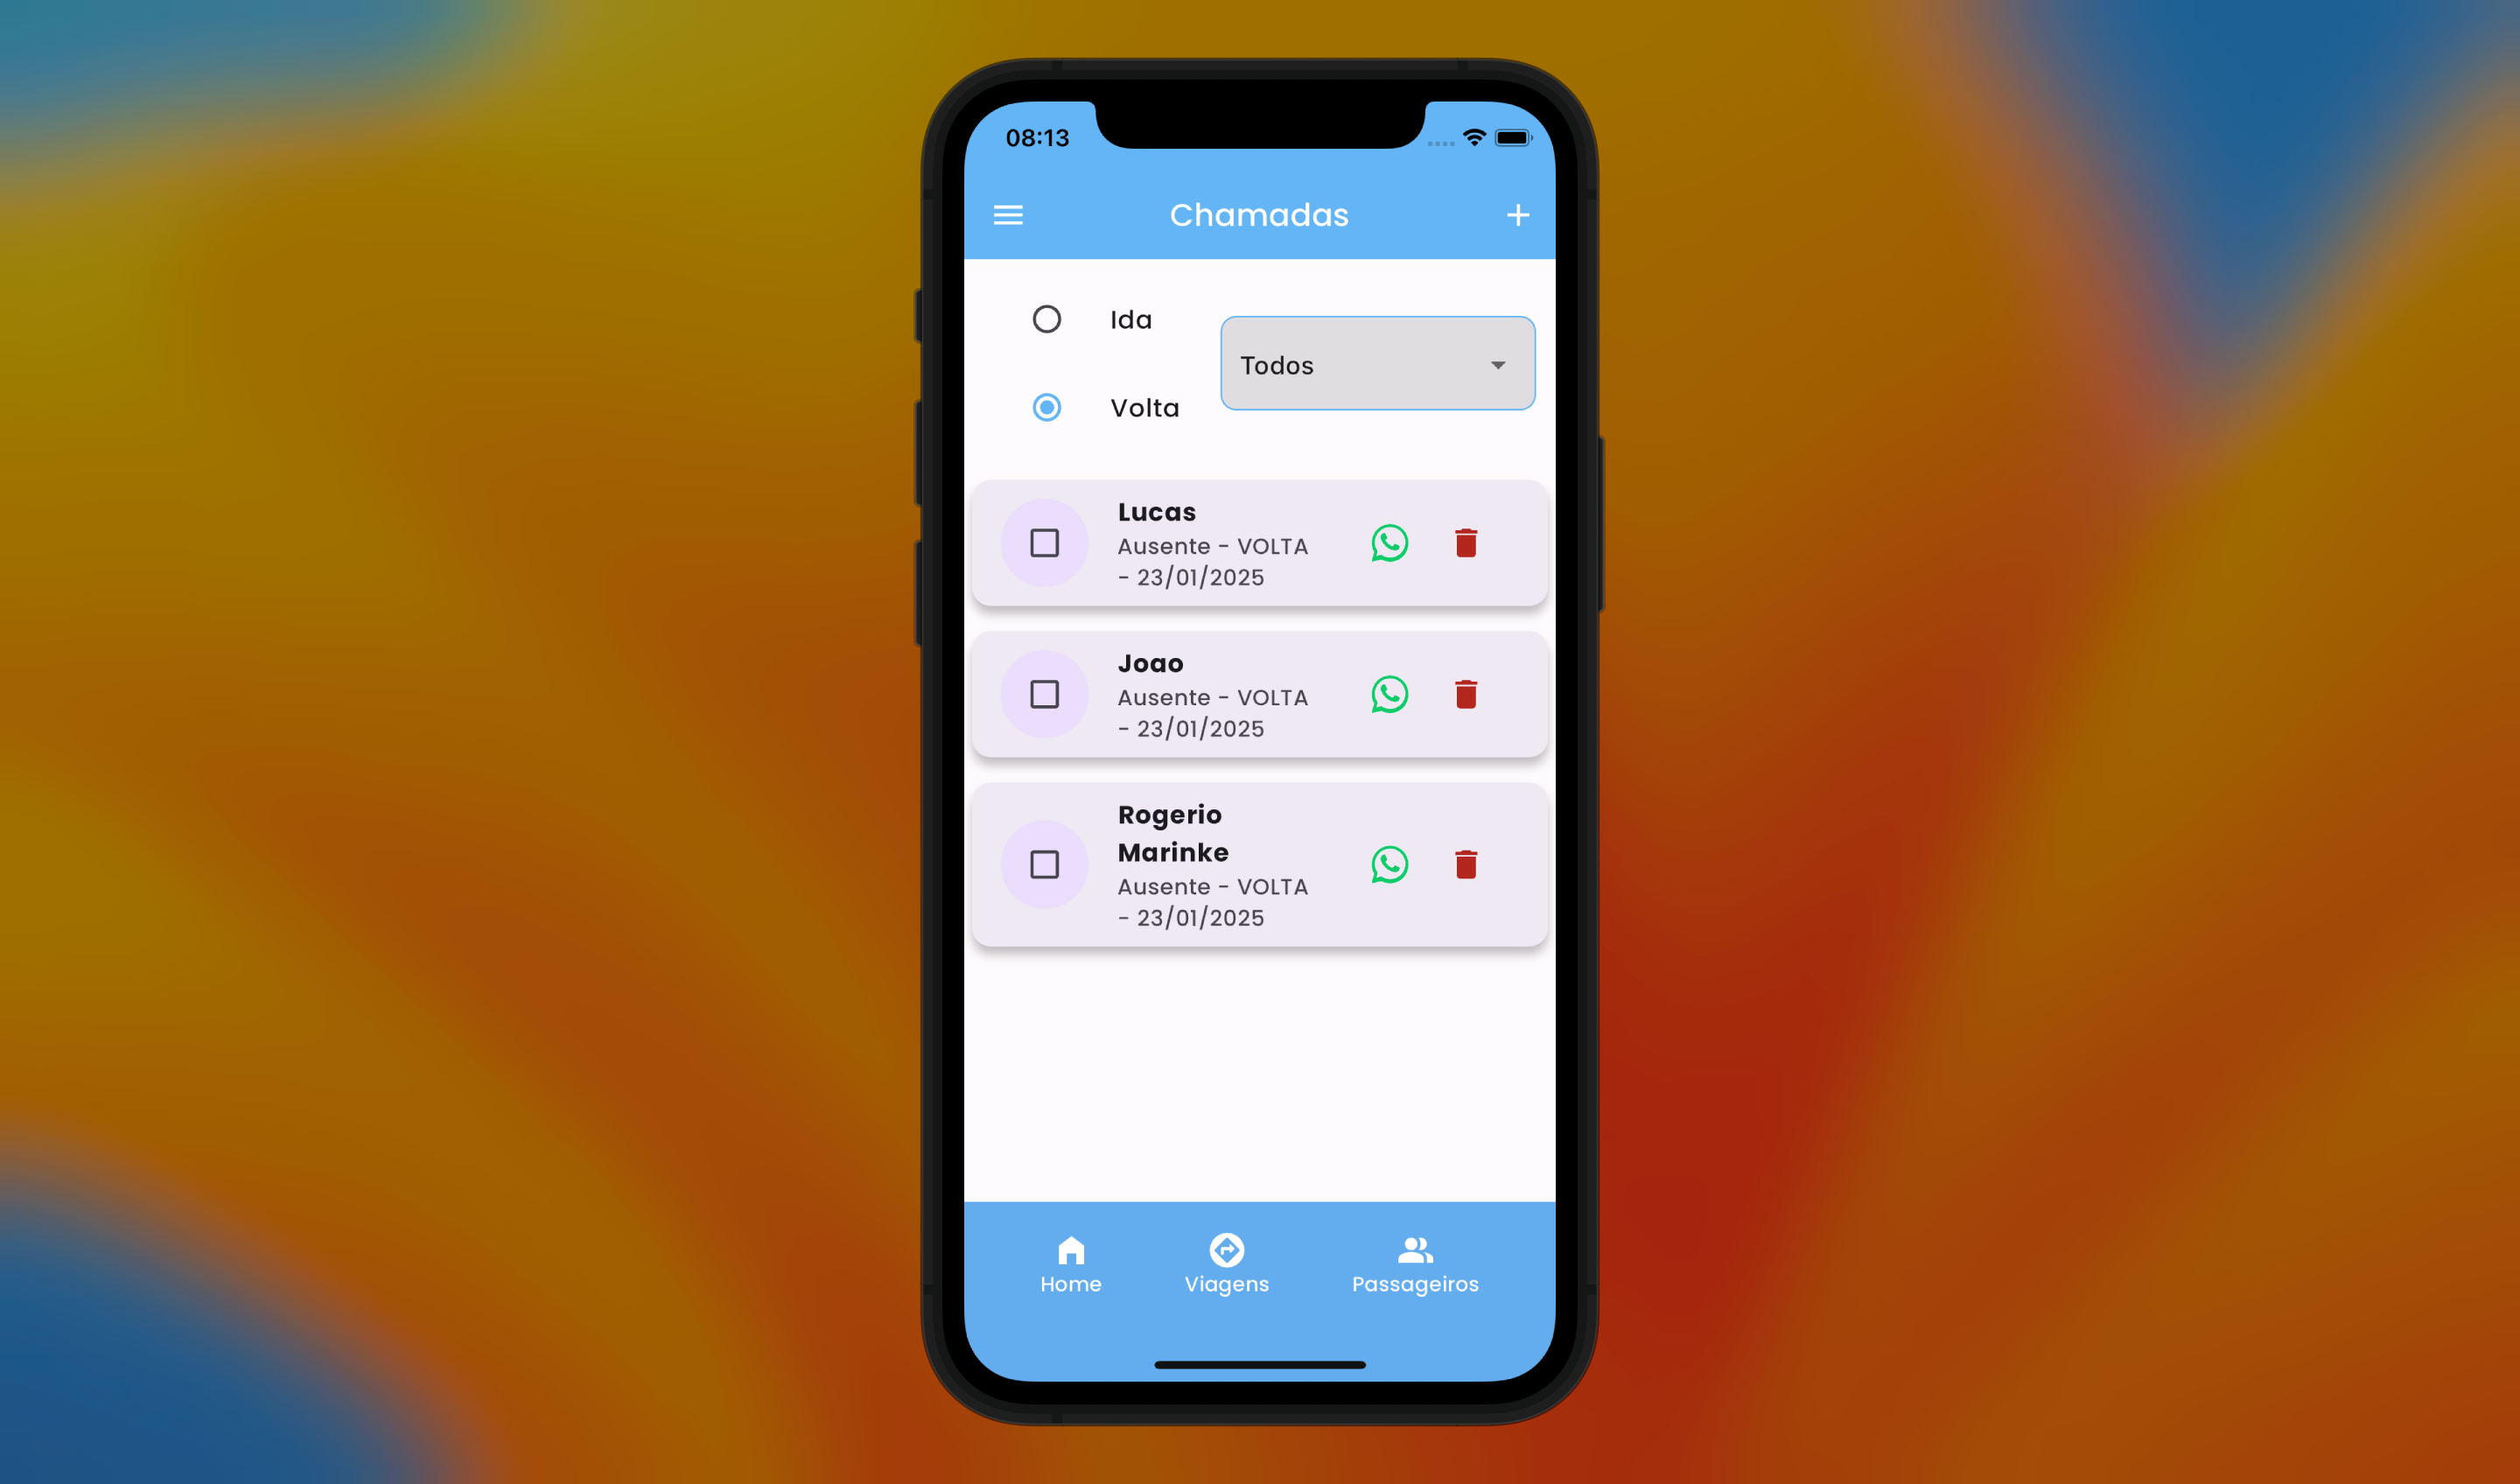 08:13
Chamadas
Ida
Todos
Volta
Lucas
Ausente - VOLTA
- 23/01/2025
Joao
Ausente - VOLTA
- 23/01/2025
Rogerio
Marinke
Ausente - VOLTA
- 23/01/2025
Home
Viagens
Passageiros